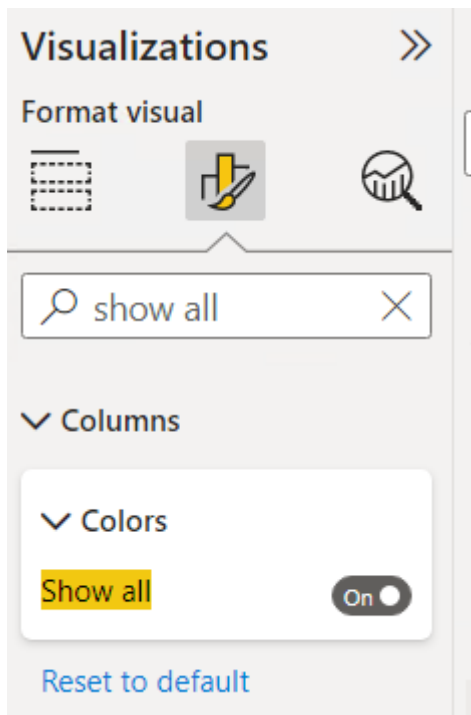 Visualizations
Format visual
show all
Columns
Colors
Show all
On
Reset to default